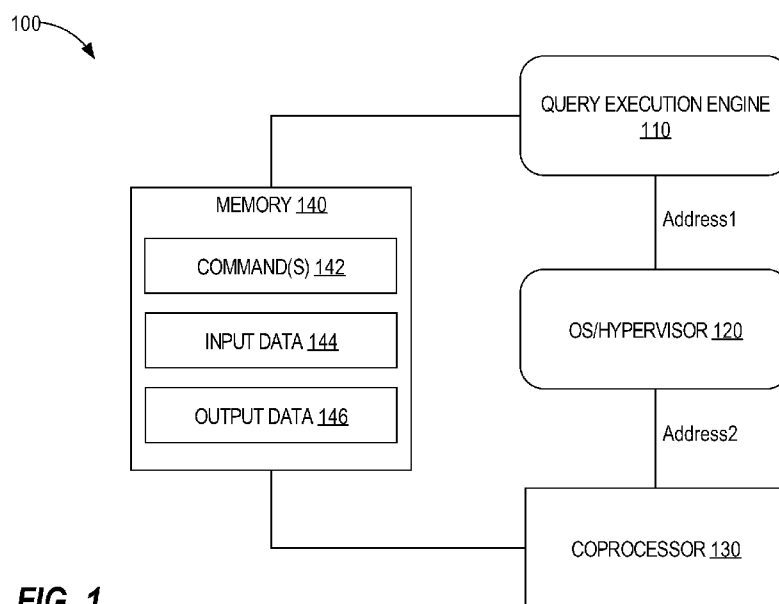 100
QUERY EXECUTION ENGINE
110
MEMORY 140
Address1
COMMAND(S) 142
INPUT DATA 144
OS/HYPERVISOR 120
OUTPUT DATA 146
Address2
COPROCESSOR 130
FIG. 1